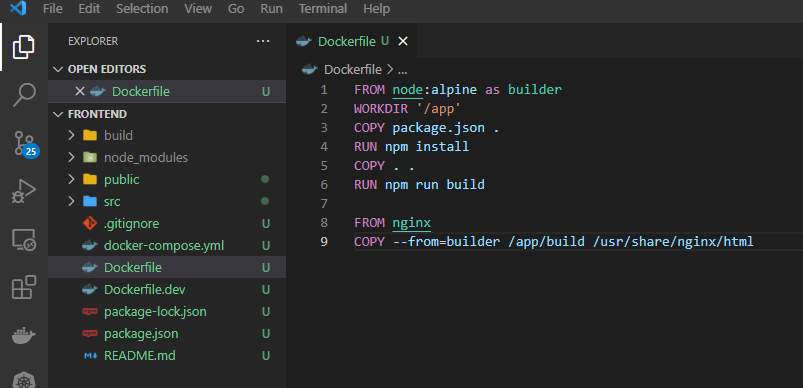 File Edit Selection View Go Run Terminal Help
EXPLORER ...
OPEN EDITORS
Dockerfile U
FRONTEND
build
node_modules
public
src
.gitignore U
docker-compose.yml U
Dockerfile U
Dockerfile.dev U
package-lock.json U
package.json U
README.md U
25
Dockerfile U
Dockerfile > ...
1 FROM node:alpine as builder
2 WORKDIR '/app'
3 COPY package.json .
4 RUN npm install
5 COPY . .
6 RUN npm run build
7
8 FROM nginx
9 COPY --from=builder /app/build /usr/share/nginx/html